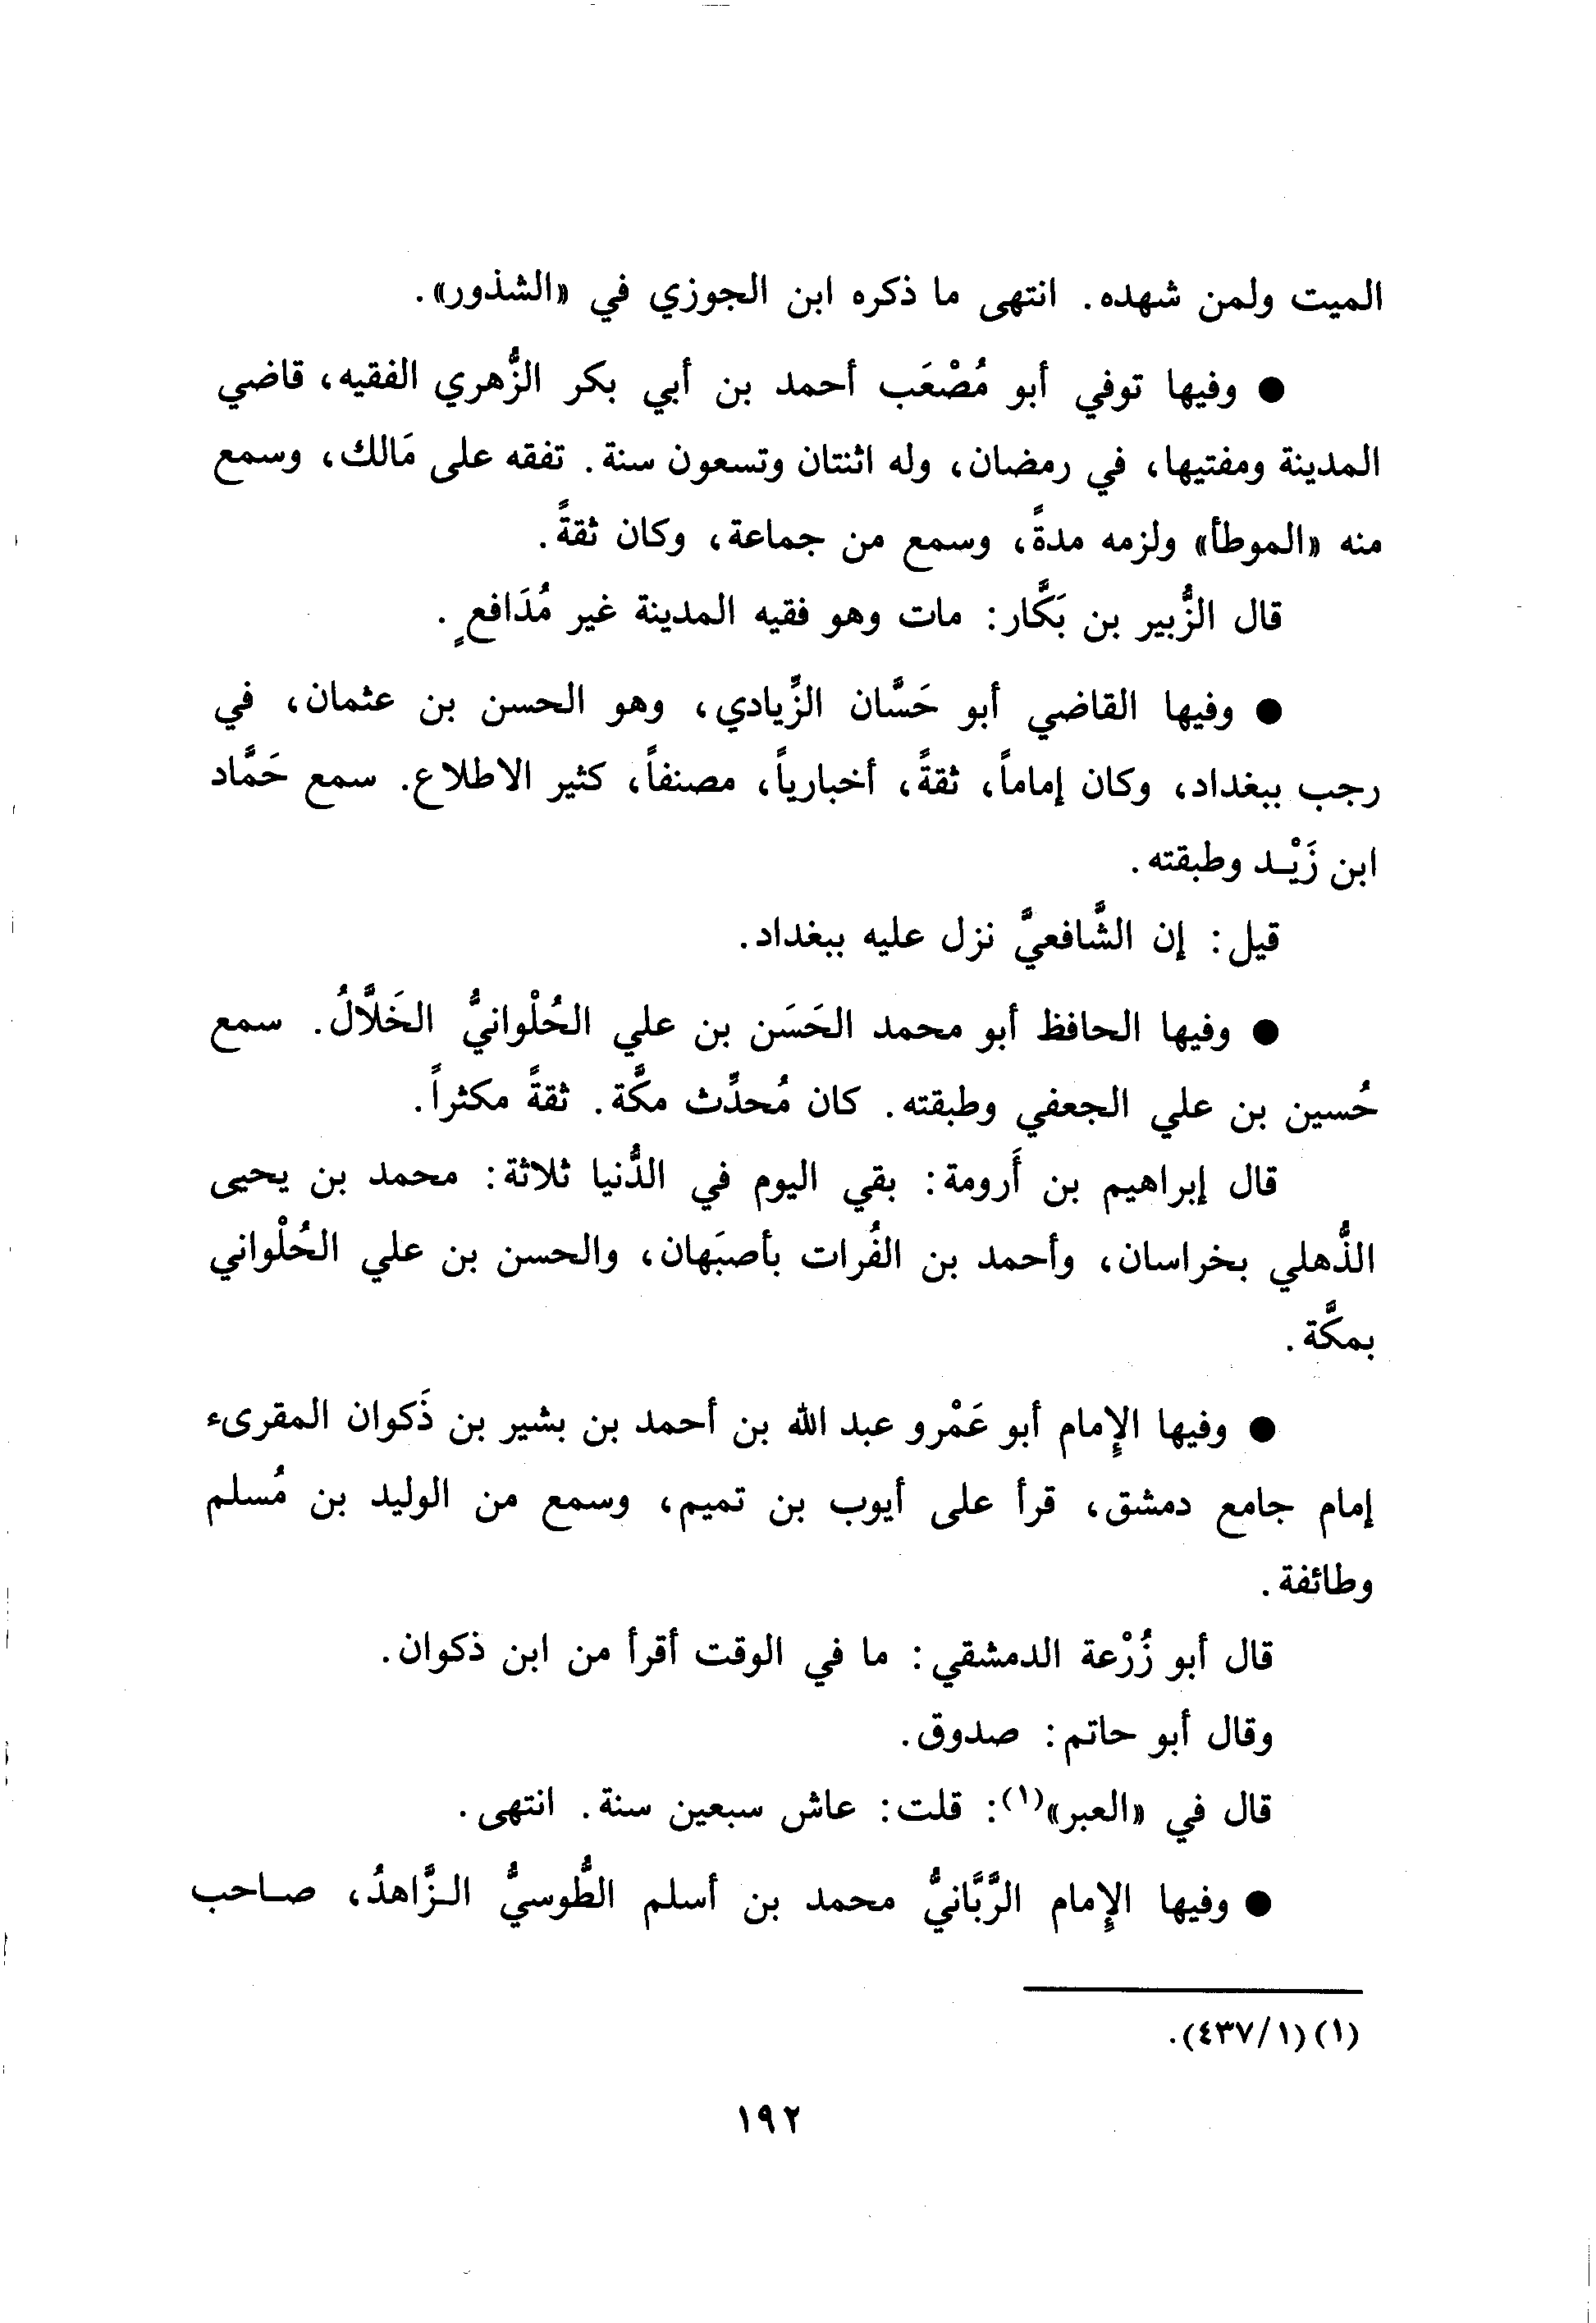 الميت ولمن شهده. انتهى ما ذكره ابن الجوزي في «الشذور».
● وفيها توفي أبو مُصْعَب أحمد بن أبي بكر الزُّهري الفقيه، قاضي
المدينة ومفتيها، في رمضان، وله اثنتان وتسعون سنة. تفقه على مَالك، وسمع
منه «الموطأ» ولزمه مدةً، وسمع من جماعة، وكان ثقةً.
قال الزُّبير بن بَكَّار: مات وهو فقيه المدينة غير مُدَافعٍ.
● وفيها القاضي أبو حَسَّان الزِّيادي، وهو الحسن بن عثمان، في
رجب ببغداد، وكان إماماً، ثقةً، أخبارياً، مصنفاً، كثير الاطلاع. سمع حَمَّاد
ابن زَيْـد وطبقته.
قيل: إن الشَّافعيَّ نزل عليه ببغداد.
● وفيها الحافظ أبو محمد الحَسَن بن علي الحُلْوانيُّ الخَلَّالُ. سمع
حُسين بن علي الجعفي وطبقته. كان مُحدِّث مكَّة. ثقةً مكثراً.
قال إبراهيم بن أَرومة: بقي اليوم في الدُّنيا ثلاثة: محمد بن يحيى
الذُّهلي بخراسان، وأحمد بن الفُرات بأصبَهان، والحسن بن علي الحُلْواني
بمكَّة.
● وفيها الإِمام أبو عَمْرو عبد الله بن أحمد بن بشير بن ذَكوان المقرىء
إمام جامع دمشق، قرأ على أيوب بن تميم، وسمع من الوليد بن مُسلم
وطائفة.
قال أبو زُرْعة الدمشقي: ما في الوقت أقرأ من ابن ذكوان.
وقال أبو حاتم: صدوق.
قال في «العبر»(١): قلت: عاش سبعين سنة. انتهى.
● وفيها الإِمام الرَّبَّانيُّ محمد بن أسلم الطُّوسيُّ الـزَّاهدُ، صـاحب
(١) (٤٣٧/١).
١٩٢